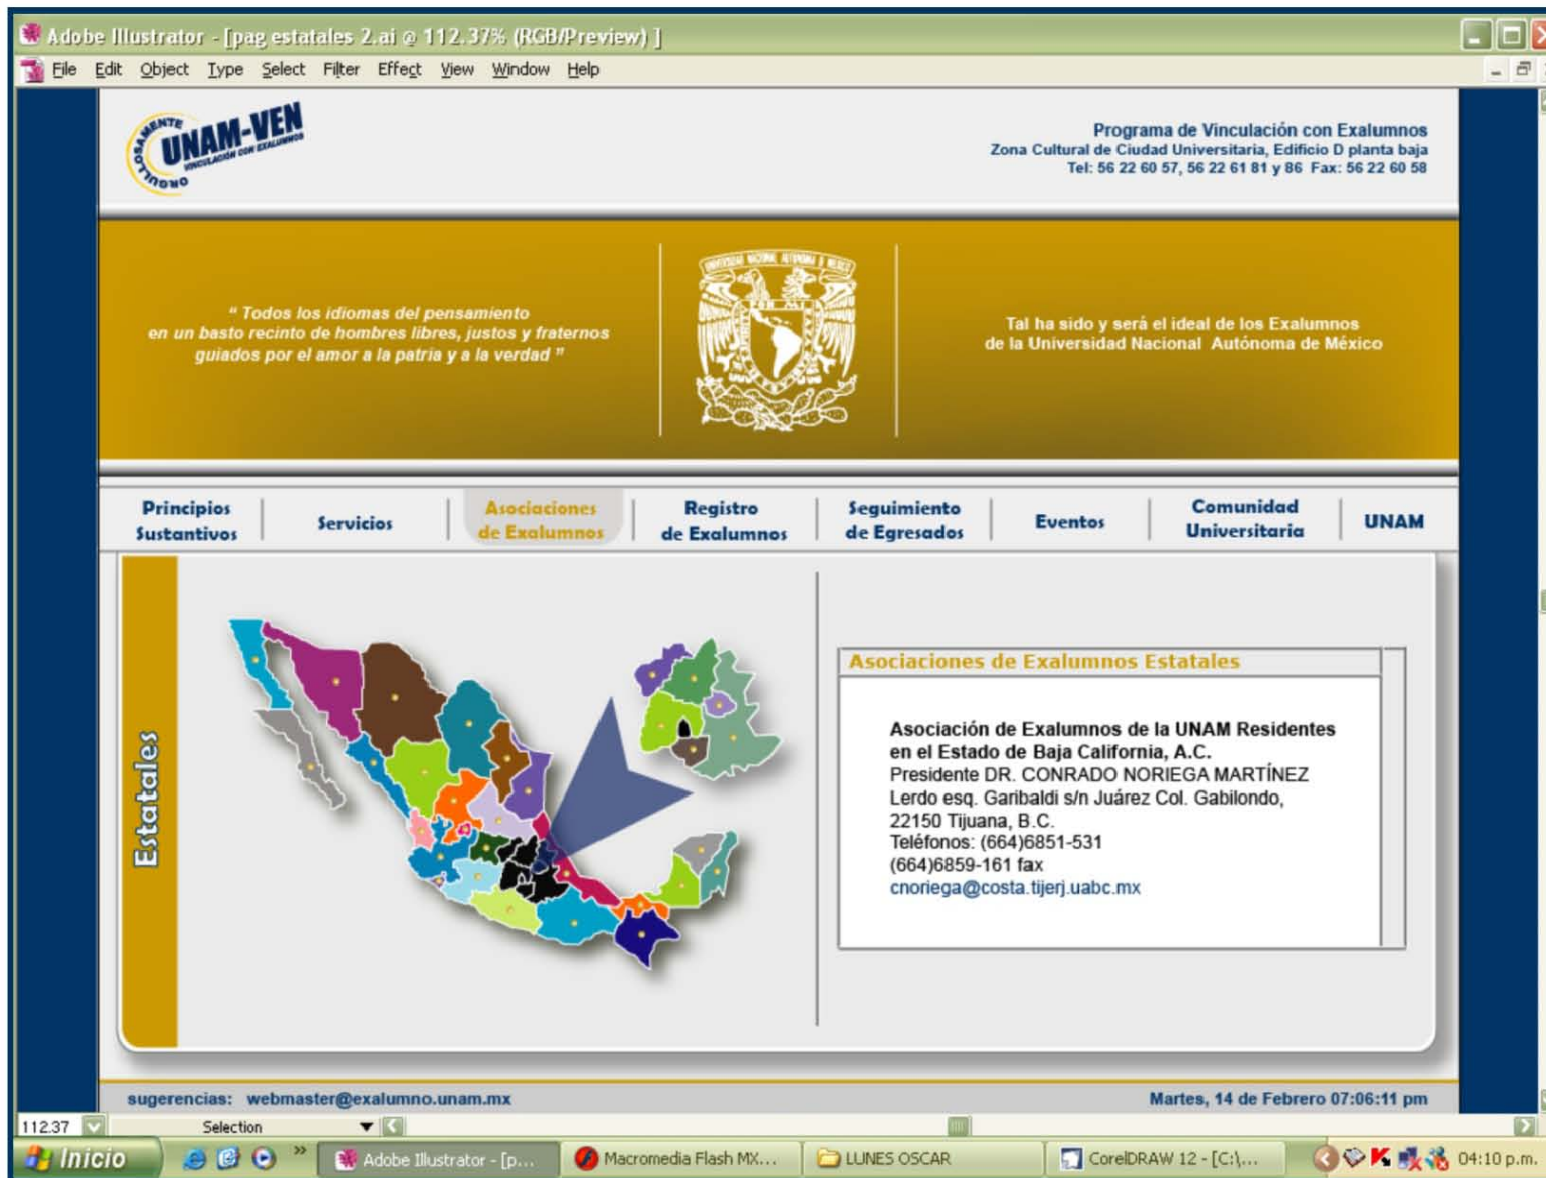 Adobe Illustrator - [pag estatales 2.ai @ 112.37% (RGB/Preview) ]
File Edit Object Type Select Filter Effect View Window Help
ORGULLOSAMENTE
UNAM-VEN
VINCULACIÓN CON EXALUMNOS
Programa de Vinculación con Exalumnos
Zona Cultural de Ciudad Universitaria, Edificio D planta baja
Tel: 56 22 60 57, 56 22 61 81 y 86 Fax: 56 22 60 58
“ Todos los idiomas del pensamiento
en un basto recinto de hombres libres, justos y fraternos
guiados por el amor a la patria y a la verdad ”
UNIVERSIDAD NACIONAL AUTONOMA D MEXICO
POR MI
Tal ha sido y será el ideal de los Exalumnos
de la Universidad Nacional Autónoma de México
Principios
Sustantivos
Servicios
Asociaciones
de Exalumnos
Registro
de Exalumnos
Seguimiento
de Egresados
Eventos
Comunidad
Universitaria
UNAM
Estatales
Asociaciones de Exalumnos Estatales
Asociación de Exalumnos de la UNAM Residentes
en el Estado de Baja California, A.C.
Presidente DR. CONRADO NORIEGA MARTÍNEZ
Lerdo esq. Garibaldi s/n Juárez Col. Gabilondo,
22150 Tijuana, B.C.
Teléfonos: (664)6851-531
(664)6859-161 fax
cnoriega@costa.tijerj.uabc.mx
sugerencias: webmaster@exalumno.unam.mx
Martes, 14 de Febrero 07:06:11 pm
112.37 Selection
Inicio
Adobe Illustrator - [p...
Macromedia Flash MX...
LUNES OSCAR
CorelDRAW 12 - [C:\...
04:10 p.m.